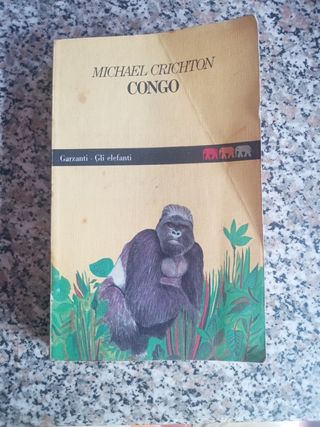 MICHAEL CRICHTON
CONGO
Garzanti - Gli elefanti